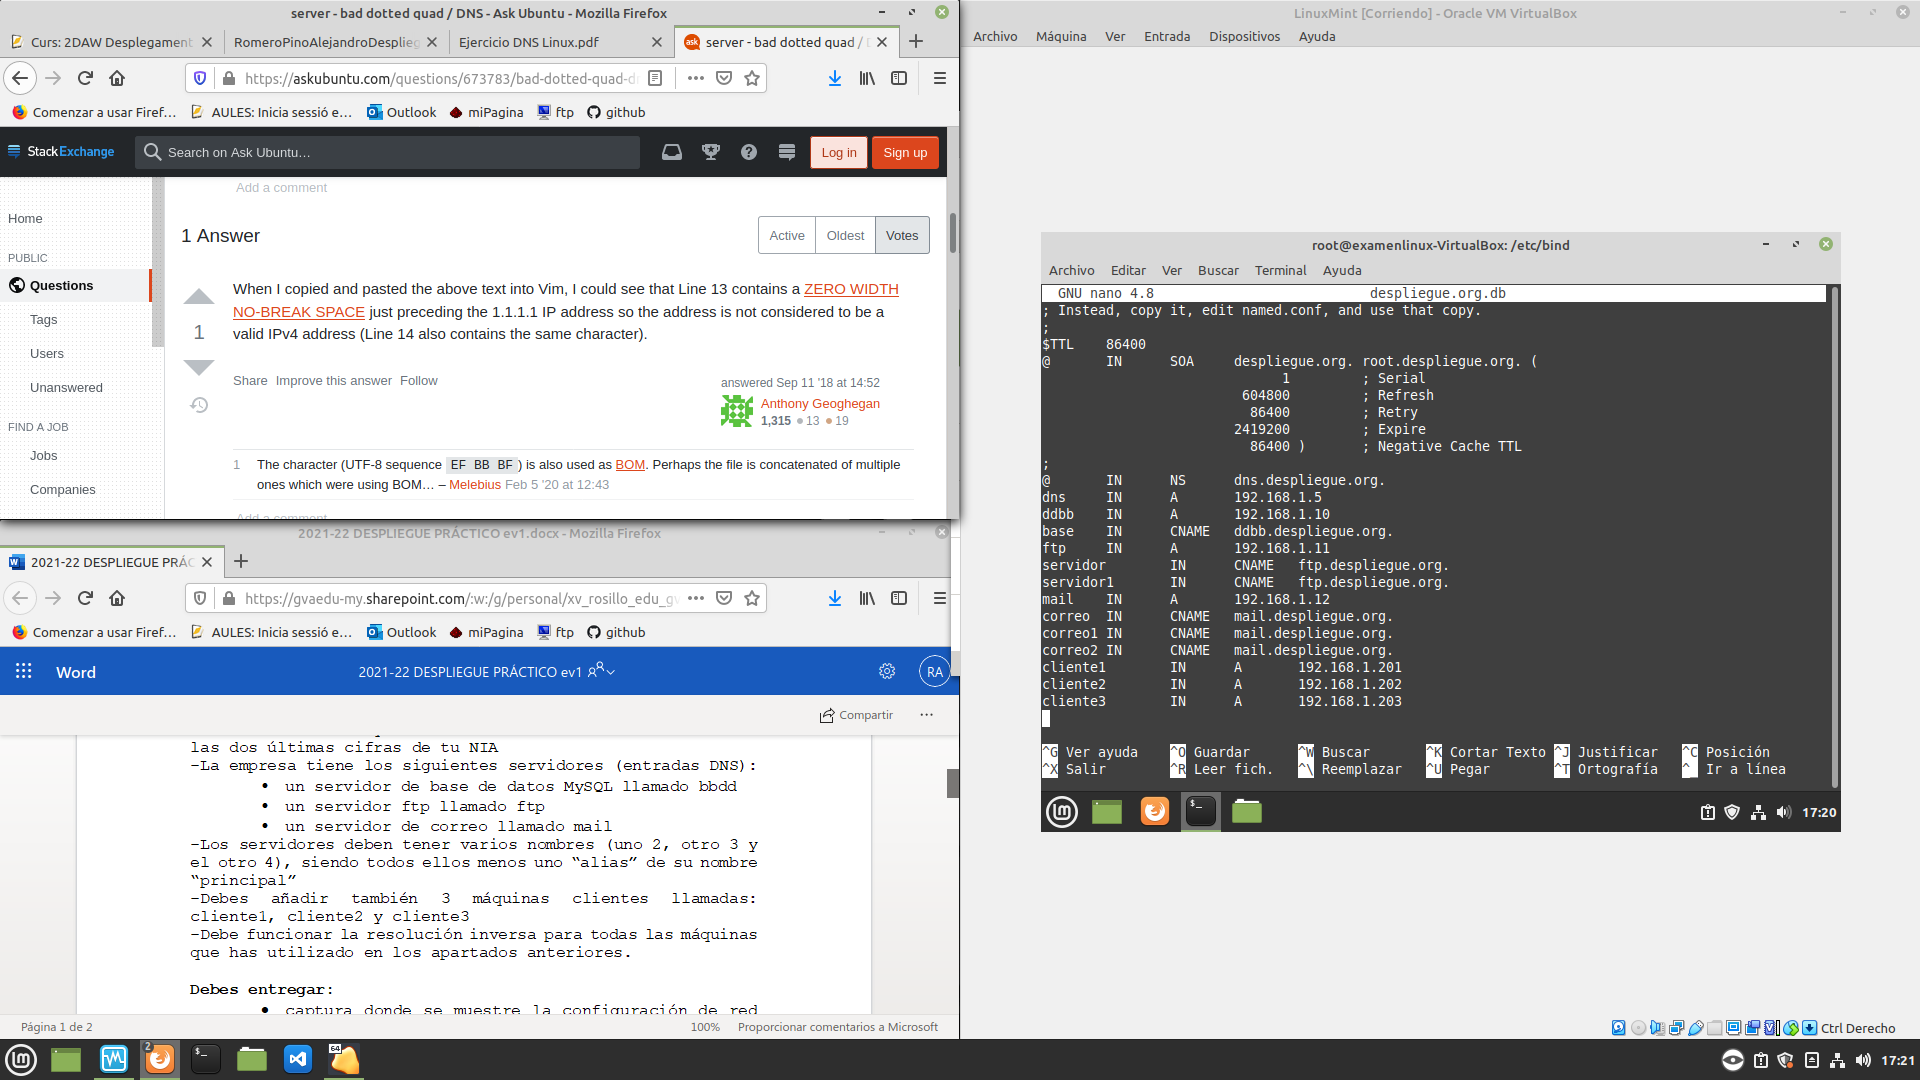 server - bad dotted quad / DNS - Ask Ubuntu - Mozilla Firefox
Curs: 2DAW Desplegament
RomeroPinoAlejandroDesplieg
Ejercicio DNS Linux.pdf
server - bad dotted quad /
https://askubuntu.com/questions/673783/bad-dotted-quad-d
Comenzar a usar Firef…
AULES: Inicia sessió e…
Outlook
miPagina
ftp
github
StackExchange
Search on Ask Ubuntu…
Log in
Sign up
Home
PUBLIC
Questions
Tags
Users
Unanswered
FIND A JOB
Jobs
Companies
Add a comment
1 Answer
Active
Oldest
Votes
1
When I copied and pasted the above text into Vim, I could see that Line 13 contains a ZERO WIDTH
NO-BREAK SPACE just preceding the 1.1.1.1 IP address so the address is not considered to be a
valid IPv4 address (Line 14 also contains the same character).
Share Improve this answer Follow
answered Sep 11 '18 at 14:52
Anthony Geoghegan
1,315 13 19
1 The character (UTF-8 sequence EF BB BF) is also used as BOM. Perhaps the file is concatenated of multiple
ones which were using BOM… – Melebius Feb 5 '20 at 12:43
Add a comment
2021-22 DESPLIEGUE PRÁCTICO ev1.docx - Mozilla Firefox
2021-22 DESPLIEGUE PRÁC
https://gvaedu-my.sharepoint.com/:w:/g/personal/xv_rosillo_edu_gv
Comenzar a usar Firef…
AULES: Inicia sessió e…
Outlook
miPagina
ftp
github
Word
2021-22 DESPLIEGUE PRÁCTICO ev1
RA
Compartir
las dos últimas cifras de tu NIA
-La empresa tiene los siguientes servidores (entradas DNS):
• un servidor de base de datos MySQL llamado bbdd
• un servidor ftp llamado ftp
• un servidor de correo llamado mail
-Los servidores deben tener varios nombres (uno 2, otro 3 y
el otro 4), siendo todos ellos menos uno “alias” de su nombre
“principal”
-Debes añadir también 3 máquinas clientes llamadas:
cliente1, cliente2 y cliente3
-Debe funcionar la resolución inversa para todas las máquinas
que has utilizado en los apartados anteriores.
Debes entregar:
• captura donde se muestre la configuración de red
Página 1 de 2
100%
Proporcionar comentarios a Microsoft
LinuxMint [Corriendo] - Oracle VM VirtualBox
Archivo Máquina Ver Entrada Dispositivos Ayuda
root@examenlinux-VirtualBox: /etc/bind
Archivo Editar Ver Buscar Terminal Ayuda
GNU nano 4.8 despliegue.org.db
; Instead, copy it, edit named.conf, and use that copy.
;
$TTL 86400
@ IN SOA despliegue.org. root.despliegue.org. (
1 ; Serial
604800 ; Refresh
86400 ; Retry
2419200 ; Expire
86400 ) ; Negative Cache TTL
;
@ IN NS dns.despliegue.org.
dns IN A 192.168.1.5
ddbb IN A 192.168.1.10
base IN CNAME ddbb.despliegue.org.
ftp IN A 192.168.1.11
servidor IN CNAME ftp.despliegue.org.
servidor1 IN CNAME ftp.despliegue.org.
mail IN A 192.168.1.12
correo IN CNAME mail.despliegue.org.
correo1 IN CNAME mail.despliegue.org.
correo2 IN CNAME mail.despliegue.org.
cliente1 IN A 192.168.1.201
cliente2 IN A 192.168.1.202
cliente3 IN A 192.168.1.203
^G Ver ayuda ^O Guardar ^W Buscar ^K Cortar Texto ^J Justificar ^C Posición
^X Salir ^R Leer fich. ^\ Reemplazar ^U Pegar ^T Ortografía ^_ Ir a línea
17:20
Ctrl Derecho
2
64
17:21